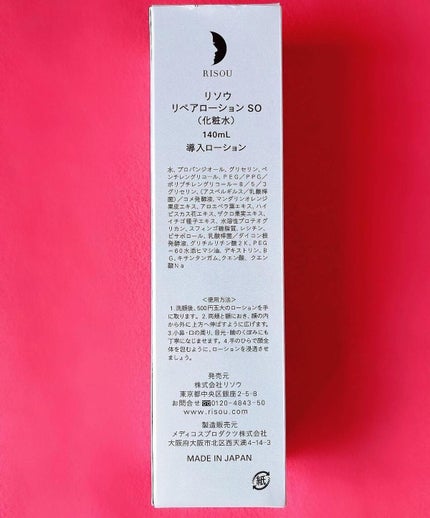 RISOU
リソウ
リペアローション SO
（化粧水）
140mL
導入ローション
水、プロパンジオール、グリセリン、ペ
ンチレングリコール、PEG／PPG／
ポリブチレングリコール－8／5／3
グリセリン、（アスペルギルス／乳酸桿
菌）／コメ発酵液、マンダリンオレンジ
果皮エキス、アロエベラ葉エキス、ハイ
ビスカス花エキス、ザクロ果実エキス、
イチゴ種子エキス、水溶性プロテオグ
リカン、スフィンゴ糖脂質、レシチン、
ビサボロール、乳酸桿菌／ダイコン根
発酵液、グリチルリチン酸2K、PEG
－60水添ヒマシ油、デキストリン、B
G、キサンタンガム、クエン酸、クエン
酸Na
＜使用方法＞
1.洗顔後、500円玉大のローションを手
に取ります。2.両頬と額におき、顔の内
から外に上方へ伸ばすように広げます。
3.小鼻・口の周り、目元・瞼のくぼみにも
丁寧になじませます。4.手のひらで顔全
体を包むように、ローションを浸透させ
ましょう。
発売元
株式会社リソウ
東京都中央区銀座2-5-8
お問合せ☎0120-4843-50
www.risou.com
製造販売元
メディコスプロダクツ株式会社
大阪府大阪市北区西天満4-14-3
MADE IN JAPAN
紙